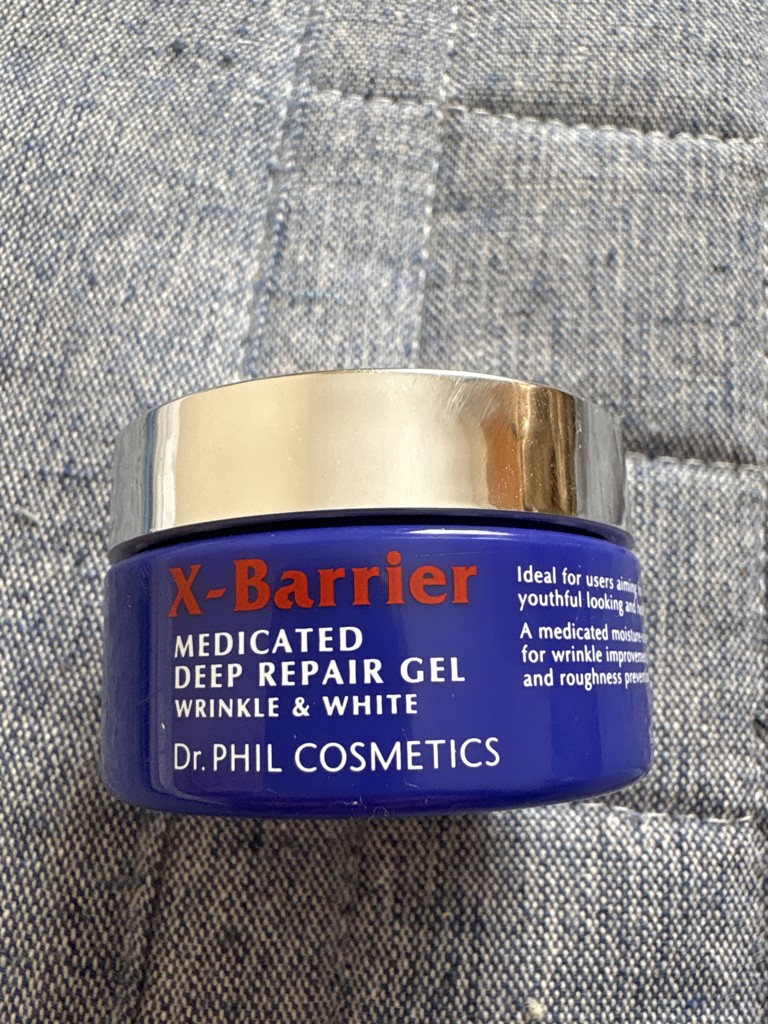 X-Barrier
MEDICATED
DEEP REPAIR GEL
WRINKLE & WHITE
Dr. PHIL COSMETICS
Ideal for users aiming
youthful looking and
A medicated moisture
for wrinkle improvement
and roughness